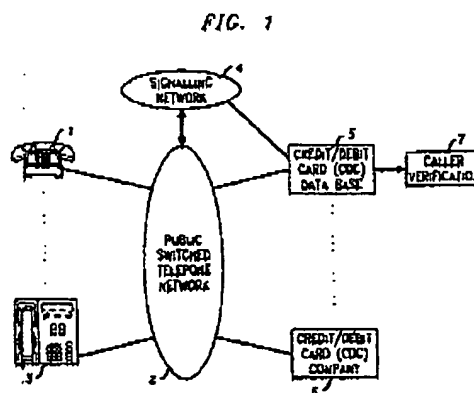 FIG. 1
4
SIGNALLING
NETWORK
1
5
CREDIT/DEBIT
CARD (CDC)
DATA BASE
7
CALLER
VERIFICATION
PUBLIC
SWITCHED
TELEPONE
NETWORK
3
2
CREDIT/DEBIT
CARD (CDC)
COMPANY